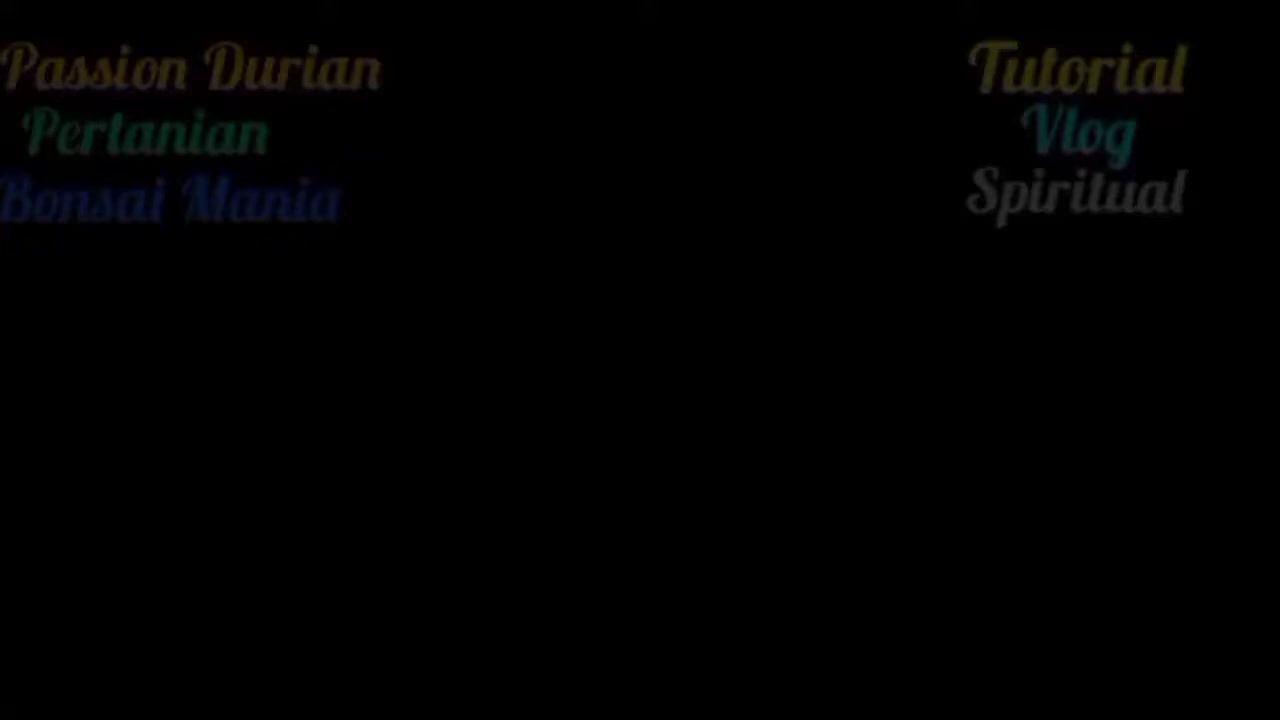 Passion Durian
Pertanian
Bonsai Mania
Tutorial
Vlog
Spiritual